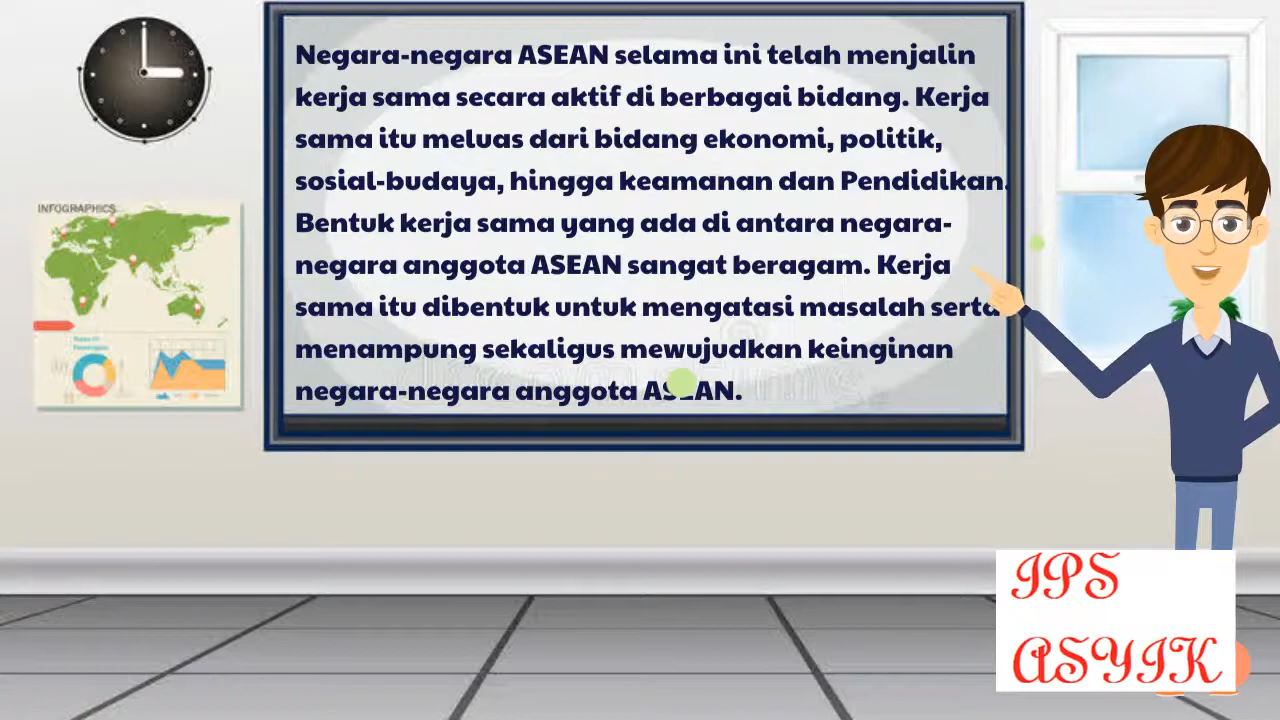 Negara-negara ASEAN selama ini telah menjalin
kerja sama secara aktif di berbagai bidang. Kerja
sama itu meluas dari bidang ekonomi, politik,
sosial-budaya, hingga keamanan dan Pendidikan.
Bentuk kerja sama yang ada di antara negara-
negara anggota ASEAN sangat beragam. Kerja
sama itu dibentuk untuk mengatasi masalah serta
menampung sekaligus mewujudkan keinginan
negara-negara anggota ASEAN.
INFOGRAPHICS
IPS
ASYIK